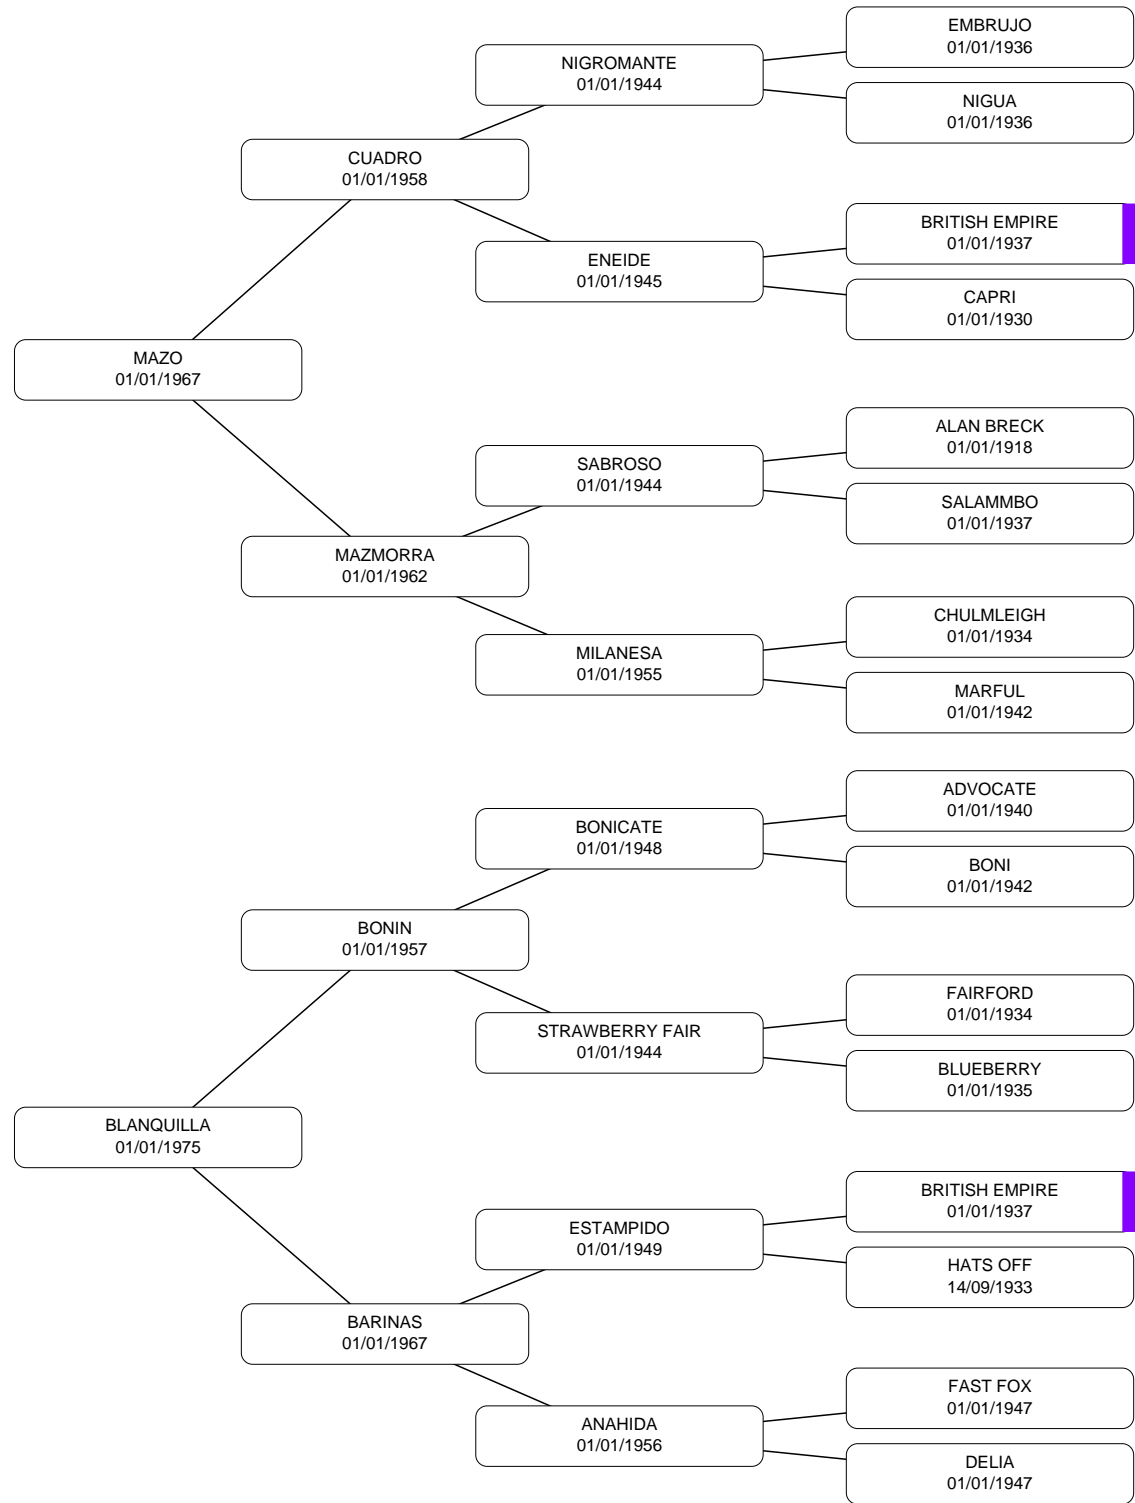 EMBRUJO
01/01/1936
NIGROMANTE
01/01/1944
NIGUA
01/01/1936
CUADRO
01/01/1958
BRITISH EMPIRE
01/01/1937
ENEIDE
01/01/1945
CAPRI
01/01/1930
MAZO
01/01/1967
ALAN BRECK
01/01/1918
SABROSO
01/01/1944
SALAMMBO
01/01/1937
MAZMORRA
01/01/1962
CHULMLEIGH
01/01/1934
MILANESA
01/01/1955
MARFUL
01/01/1942
ADVOCATE
01/01/1940
BONICATE
01/01/1948
BONI
01/01/1942
BONIN
01/01/1957
FAIRFORD
01/01/1934
STRAWBERRY FAIR
01/01/1944
BLUEBERRY
01/01/1935
BLANQUILLA
01/01/1975
BRITISH EMPIRE
01/01/1937
ESTAMPIDO
01/01/1949
HATS OFF
14/09/1933
BARINAS
01/01/1967
FAST FOX
01/01/1947
ANAHIDA
01/01/1956
DELIA
01/01/1947